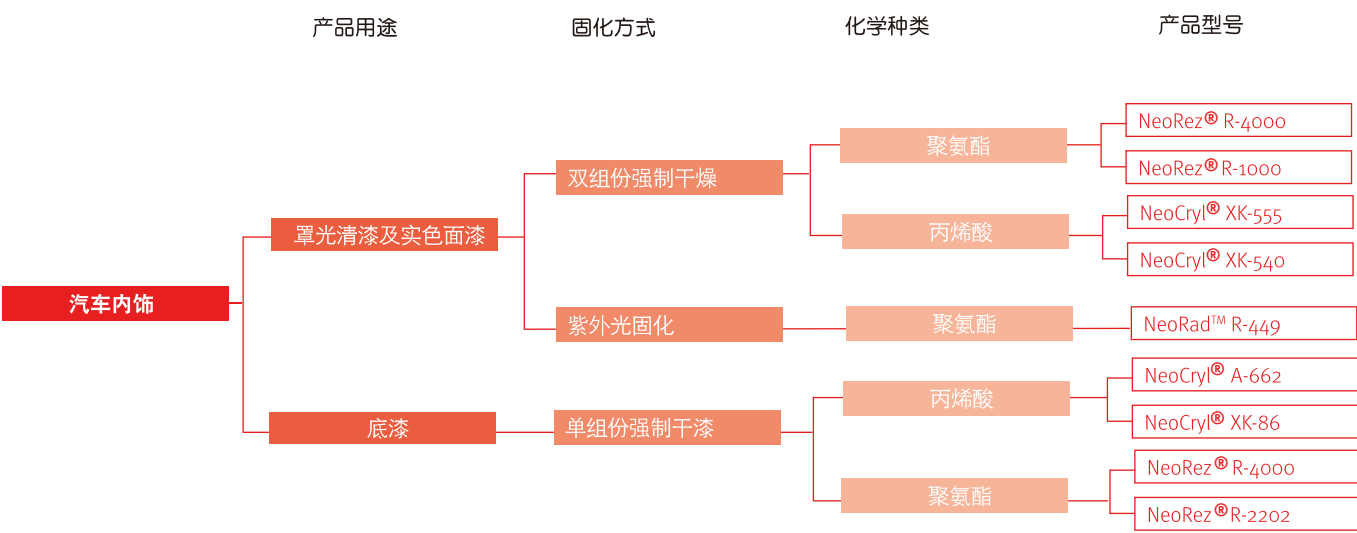 产品用途
固化方式
化学种类
产品型号
汽车内饰
罩光清漆及实色面漆
双组份强制干燥
聚氨酯
NeoRez® R-4000
NeoRez® R-1000
丙烯酸
NeoCryl® XK-555
NeoCryl® XK-540
紫外光固化
聚氨酯
NeoRad™ R-449
底漆
单组份强制干漆
丙烯酸
NeoCryl® A-662
NeoCryl® XK-86
聚氨酯
NeoRez® R-4000
NeoRez® R-2202